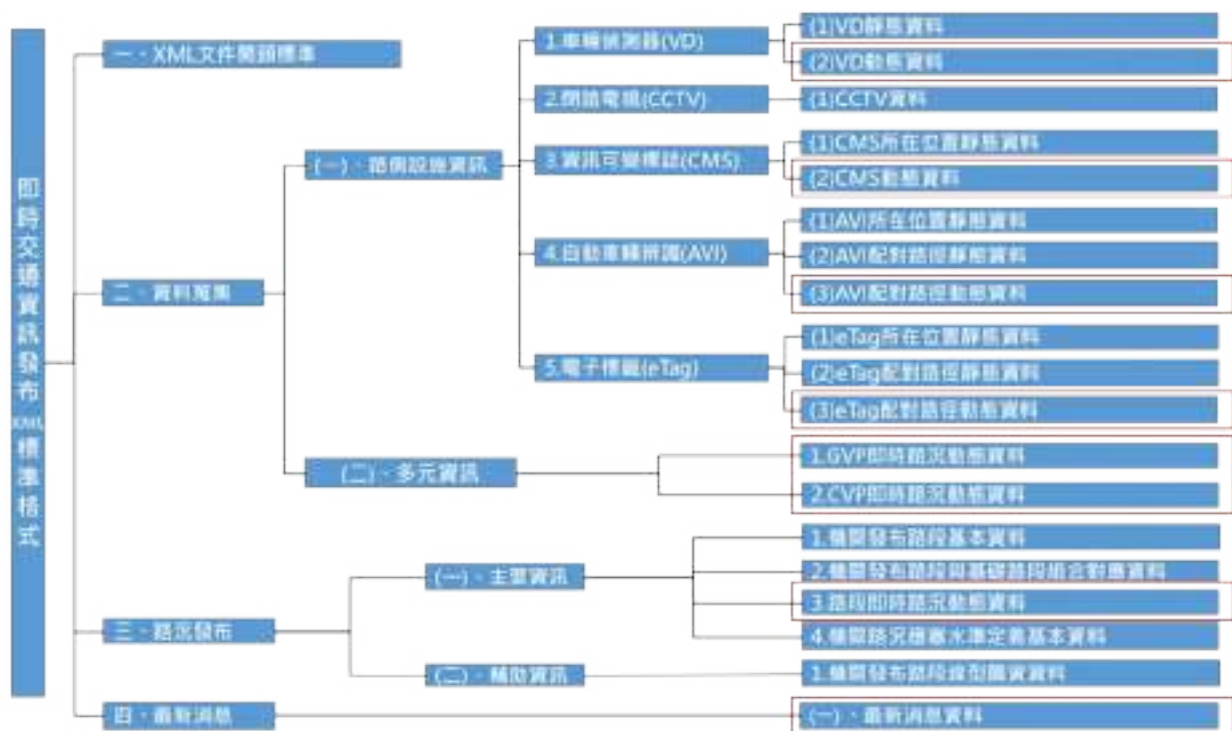 即時交通資訊發布XML標準格式
一、XML文件開頭標準
二、資料蒐集
(一)、路側設施資訊
1.車輛偵測器(VD)
(1)VD靜態資料
(2)VD動態資料
2.閉路電視(CCTV)
(1)CCTV資料
3.資訊可變標誌(CMS)
(1)CMS所在位置靜態資料
(2)CMS動態資料
4.自動車輛辨識(AVI)
(1)AVI所在位置靜態資料
(2)AVI配對路徑靜態資料
(3)AVI配對路徑動態資料
5.電子標籤(eTag)
(1)eTag所在位置靜態資料
(2)eTag配對路徑靜態資料
(3)eTag配對路徑動態資料
(二)、多元資訊
1.GVP即時路況動態資料
2.CVP即時路況動態資料
三、路況發布
(一)、主要資訊
1.機關發布路段基本資料
2.機關發布路段與基礎路段組合對應資料
3.路段即時路況動態資料
4.機關路況壅塞水準定義基本資料
(二)、輔助資訊
1.機關發布路段線型圖資資料
四、最新消息
(一)、最新消息資料